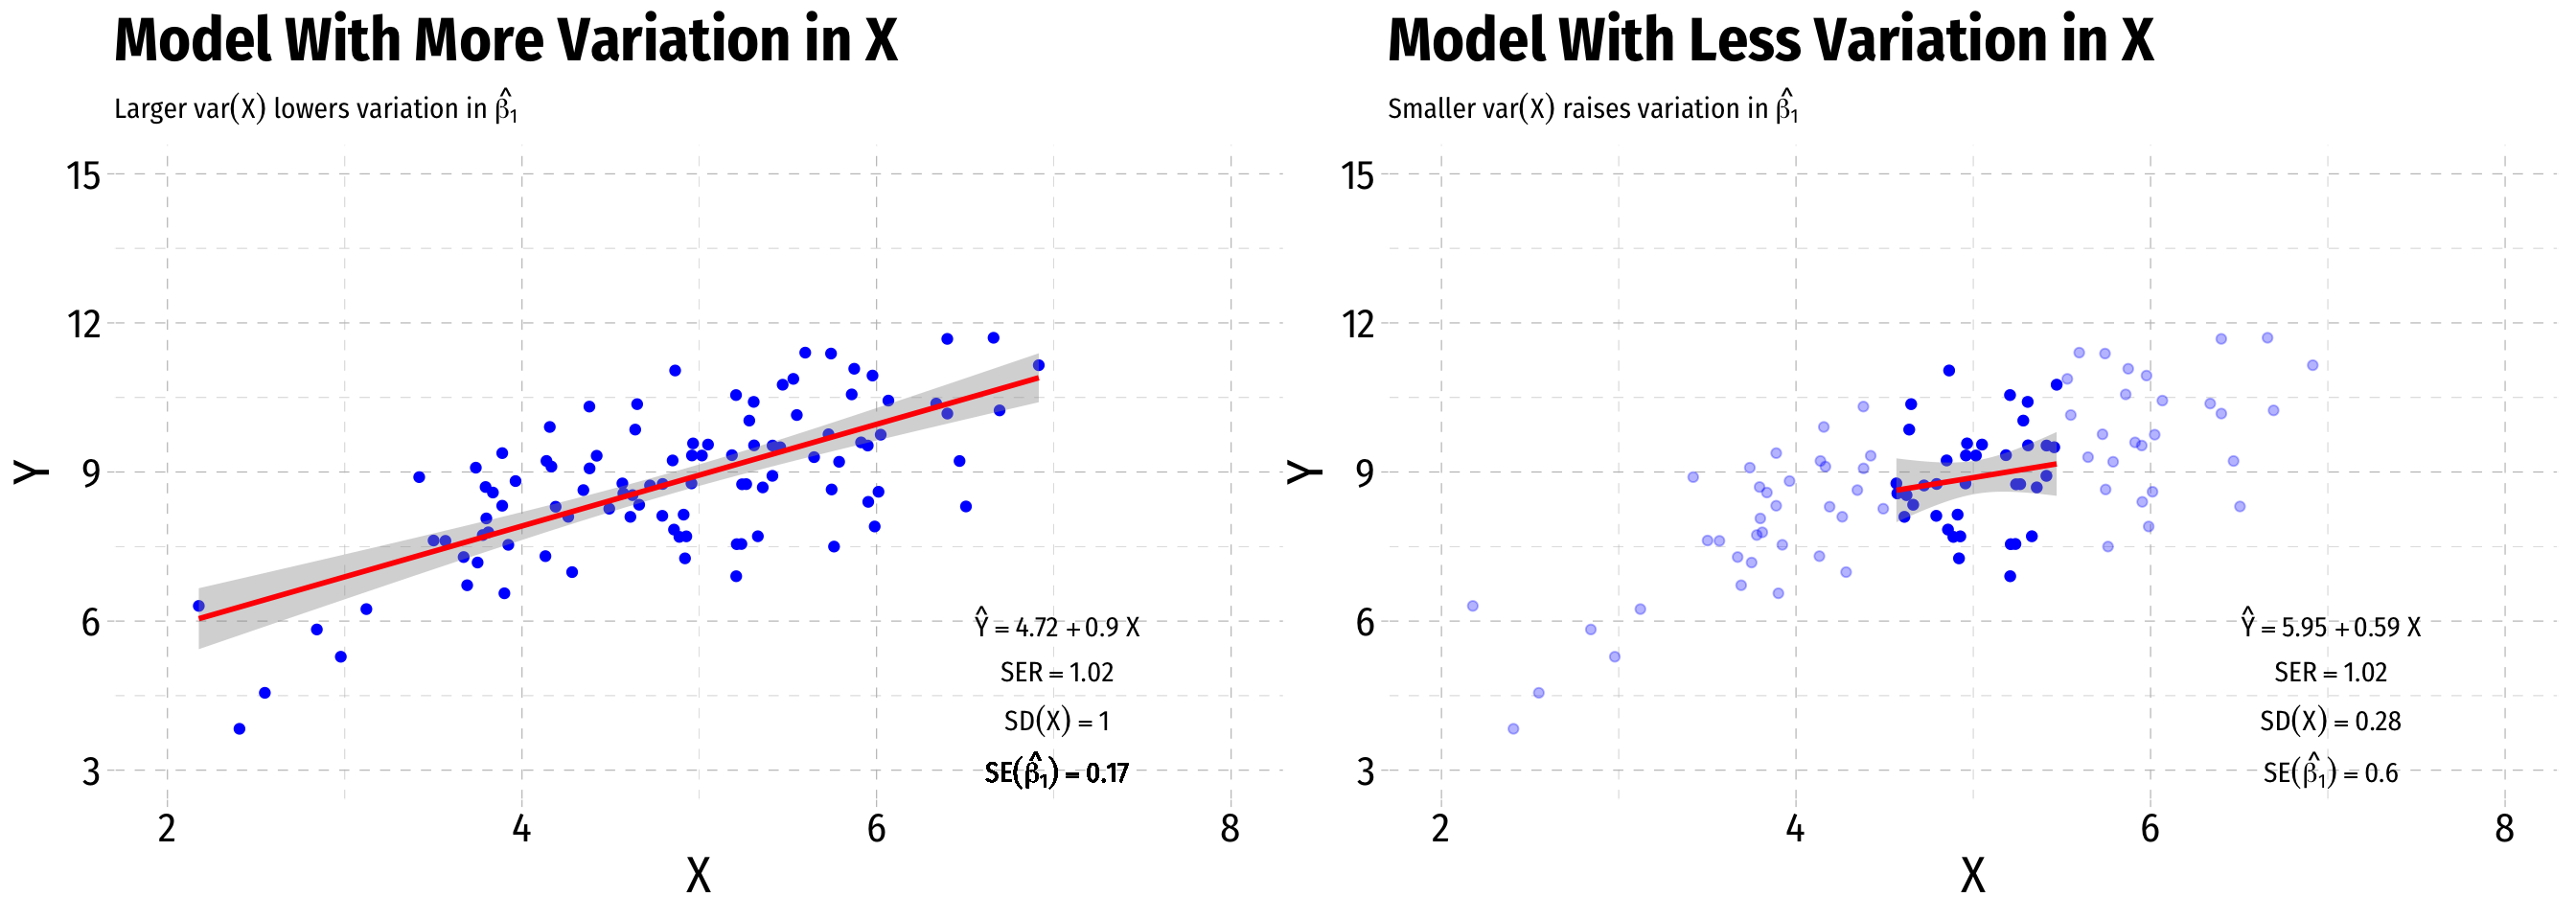 Model With More Variation in X
Larger var(X) lowers variation in β̂₁
15
12
9
6
3
Y
Ŷ = 4.72 + 0.9 X
SER = 1.02
SD(X) = 1
SE(β̂₁) = 0.17
2 4 6 8
X
Model With Less Variation in X
Smaller var(X) raises variation in β̂₁
15
12
9
6
3
Y
Ŷ = 5.95 + 0.59 X
SER = 1.02
SD(X) = 0.28
SE(β̂₁) = 0.6
2 4 6 8
X